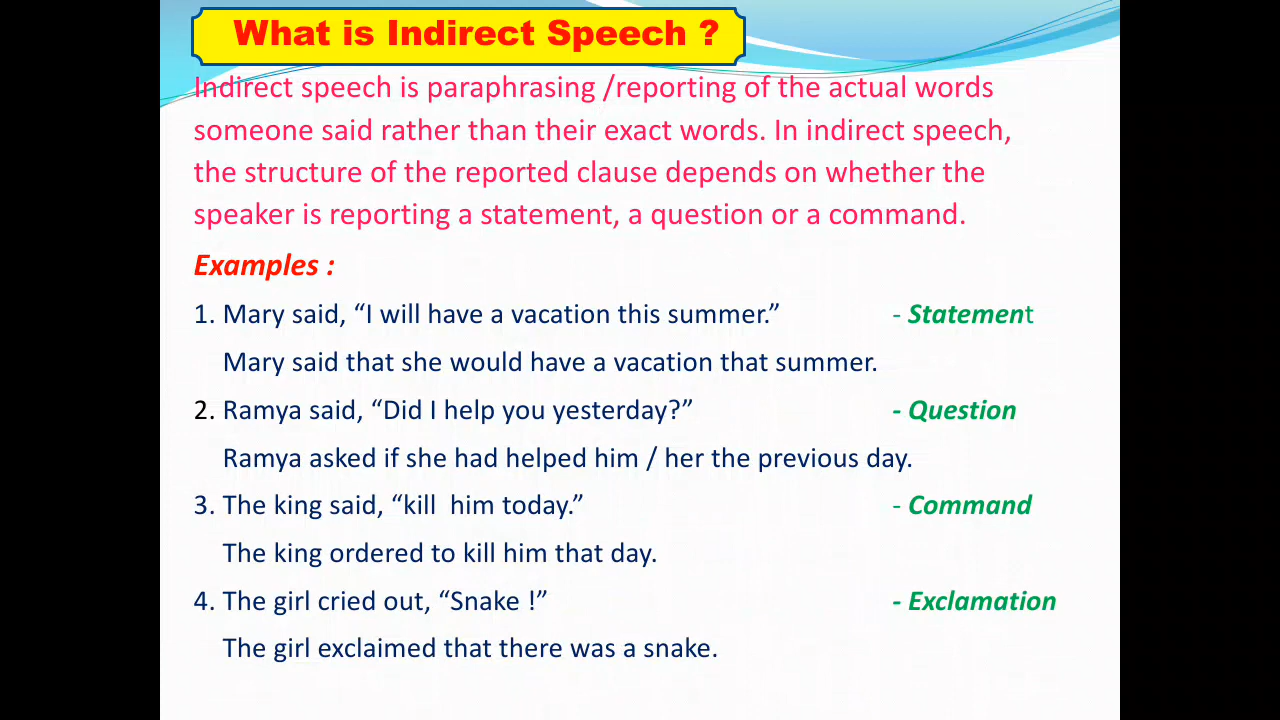 What is Indirect Speech ?
Indirect speech is paraphrasing /reporting of the actual words
someone said rather than their exact words. In indirect speech,
the structure of the reported clause depends on whether the
speaker is reporting a statement, a question or a command.
Examples :
1. Mary said, “I will have a vacation this summer.” - Statement
Mary said that she would have a vacation that summer.
2. Ramya said, “Did I help you yesterday?” - Question
Ramya asked if she had helped him / her the previous day.
3. The king said, “kill  him today.” - Command
The king ordered to kill him that day.
4. The girl cried out, “Snake !” - Exclamation
The girl exclaimed that there was a snake.